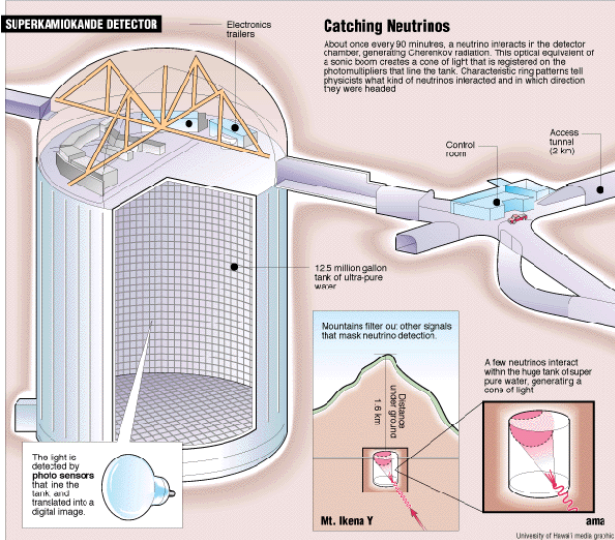 SUPERKAMIOKANDE DETECTOR
Electronics
trailers
Catching Neutrinos
About once every 90 minutres, a neutrino interacts in the detector
chamber, generating Cherenkov radiation. This optical equivalent of
a sonic boom creates a cone of light that is registered on the
photomultipliers that line the tank. Characteristic ring patterns tell
physicists what kind of neutrinos interacted and in which direction
they were headed
Control
room
Access
tunnel
(2 km)
12.5 million gallon
tank of ultra-pure
water
Mountains filter out other signals
that mask neutrino detection.
Distance
under ground
1.6 km
Mt. Ikena Y
A few neutrinos interact
within the huge tank of super
pure water, generating a
cone of light
ama
The light is
detected by
photo sensors
that line the
tank and
translated into a
digital image.
University of Hawai'i media graphic